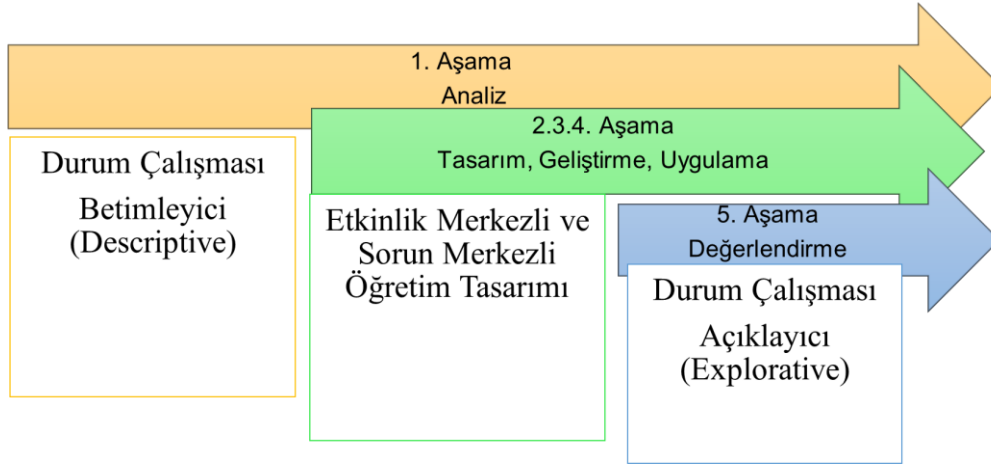 1. Aşama
Analiz
2.3.4. Aşama
Tasarım, Geliştirme, Uygulama
5. Aşama
Değerlendirme
Durum Çalışması
Betimleyici
(Descriptive)
Etkinlik Merkezli ve
Sorun Merkezli
Öğretim Tasarımı
Durum Çalışması
Açıklayıcı
(Explorative)